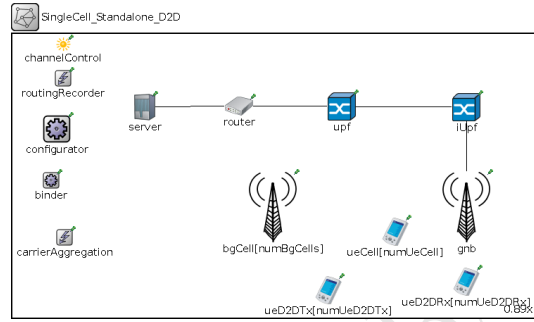 SingleCell_Standalone_D2D
channelControl
routingRecorder
server
router
upf
iUpf
configurator
binder
carrierAggregation
bgCell[numBgCells]
ueCell[numUeCell]
gnb
ueD2DTx[numUeD2DTx]
ueD2DRx[numUeD2DRx]
0.89x